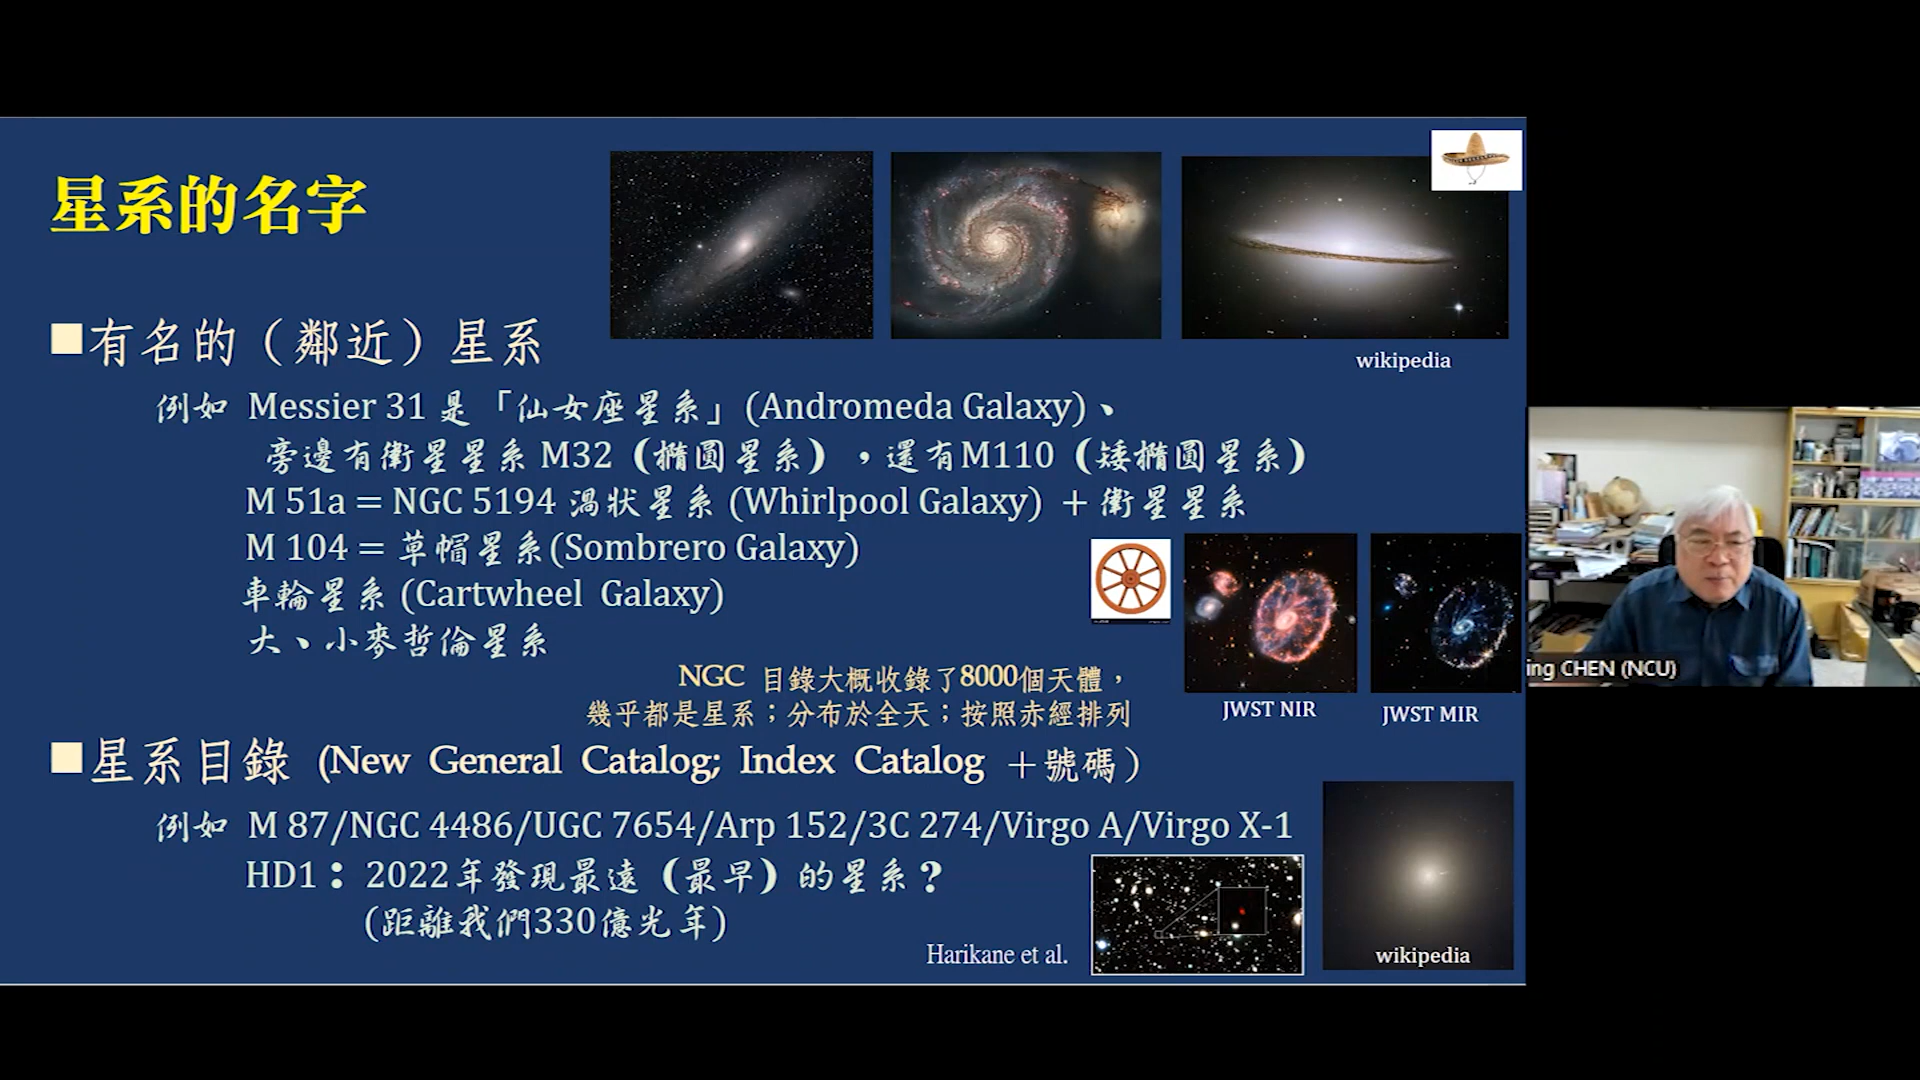 星系的名字
wikipedia
■有名的（鄰近）星系
例如 Messier 31 是「仙女座星系」(Andromeda Galaxy)、
旁邊有衛星星系 M32（橢圓星系），還有M110（矮橢圓星系）
M 51a = NGC 5194 渦狀星系 (Whirlpool Galaxy) ＋衛星星系
M 104 = 草帽星系(Sombrero Galaxy)
車輪星系 (Cartwheel Galaxy)
大、小麥哲倫星系
JWST NIR
JWST MIR
ing CHEN (NCU)
NGC 目錄大概收錄了8000個天體，
幾乎都是星系；分布於全天；按照赤經排列
■星系目錄 (New General Catalog; Index Catalog ＋號碼）
例如 M 87/NGC 4486/UGC 7654/Arp 152/3C 274/Virgo A/Virgo X-1
HD1：2022年發現最遠（最早）的星系？
(距離我們330億光年)
Harikane et al.
wikipedia